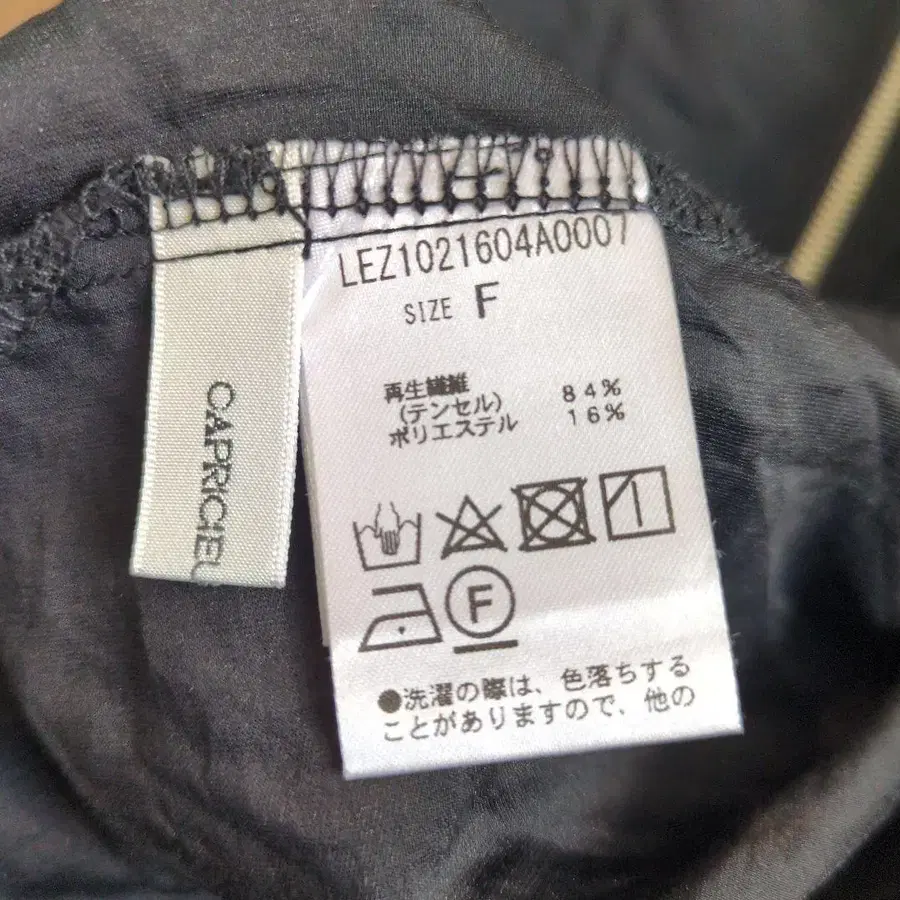 LEZ1021604A0007
SIZE F
再生繊維 84%
(テンセル)
ポリエステル 16%
F
●洗濯の際は、色落ちする
ことがありますので、他の
CAPRICIEU